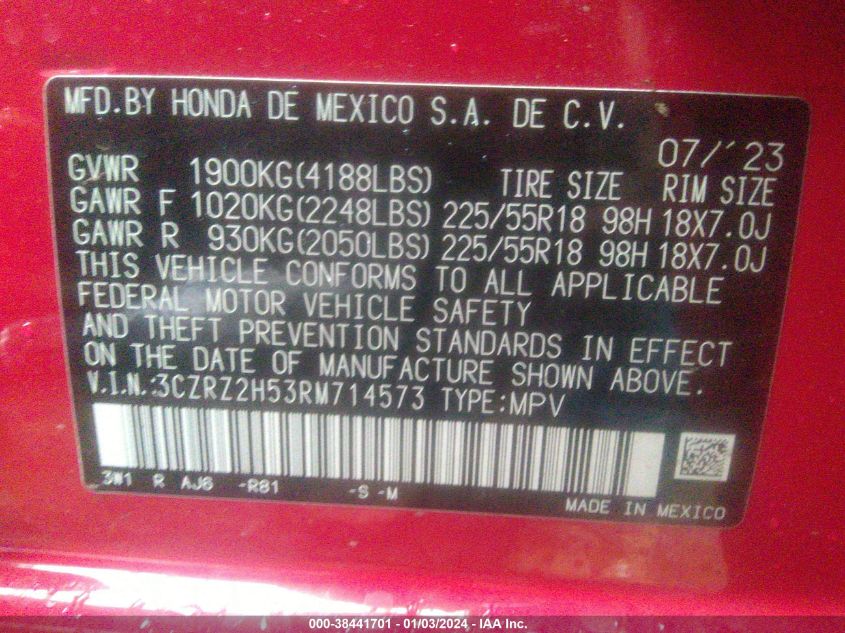 MFD.BY HONDA DE MEXICO S.A. DE C.V.
07/'23
GVWR 1900KG(4188LBS) TIRE SIZE RIM SIZE
GAWR F 1020KG(2248LBS) 225/55R18 98H 18X7.0J
GAWR R 930KG(2050LBS) 225/55R18 98H 18X7.0J
THIS VEHICLE CONFORMS TO ALL APPLICABLE
FEDERAL MOTOR VEHICLE SAFETY
AND THEFT PREVENTION STANDARDS IN EFFECT
ON THE DATE OF MANUFACTURE SHOWN ABOVE.
V.I.N.:3CZRZ2H53RM714573 TYPE:MPV
3W1 R AJ6 -R81 -S -M
MADE IN MEXICO
000-38441701 - 01/03/2024 - IAA Inc.